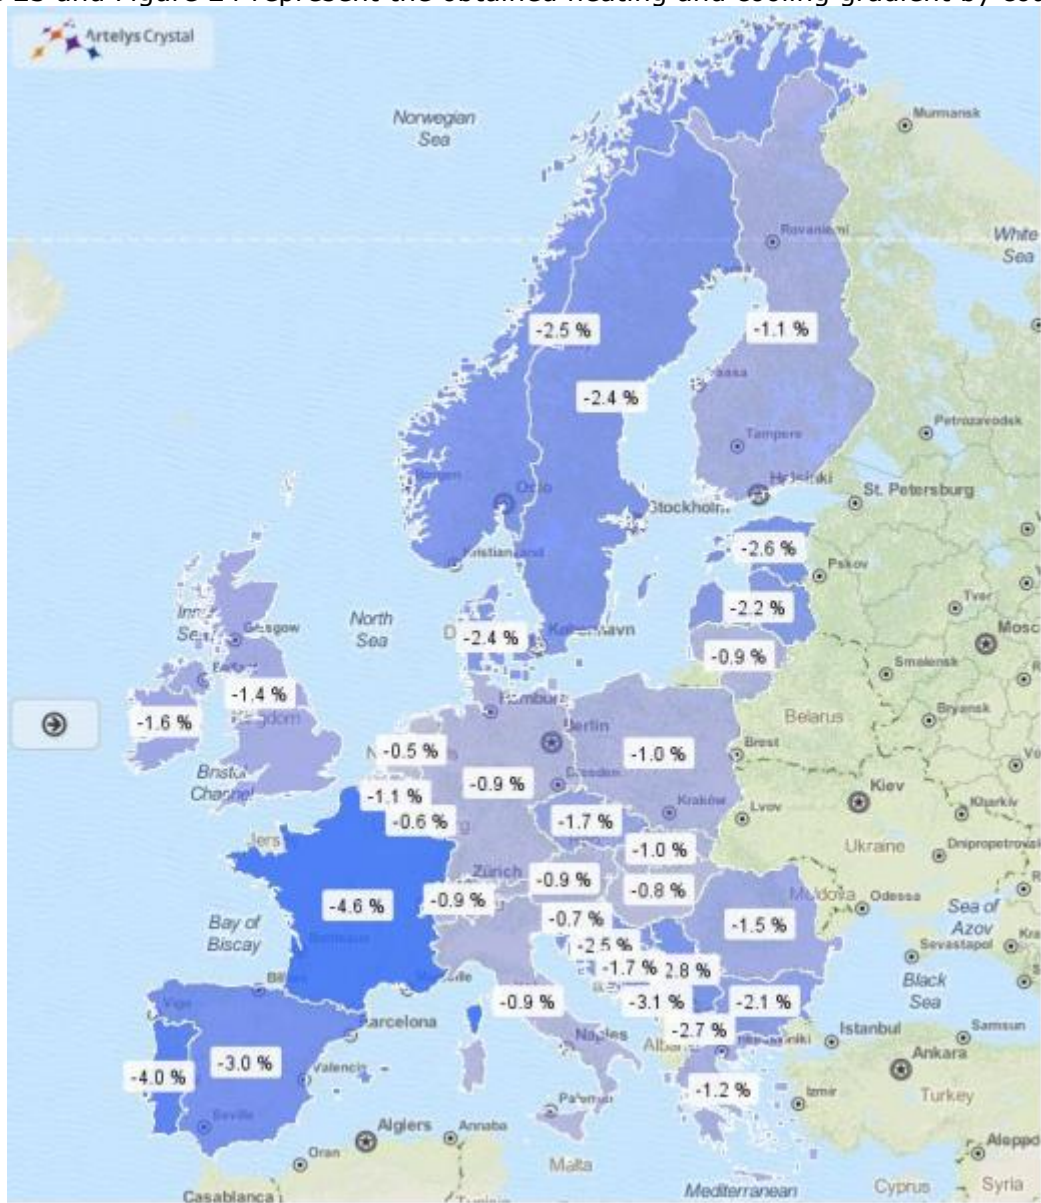 23 and Figure 24 represent the obtained heating and cooling gradient by
Artelys Crystal
Norwegian
Sea
Murmansk
Rovaniemi
White
Sea
-2.5 %
-1.1 %
-2.4 %
Tampere
Petrozavodsk
Oslo
Helsinki
St. Petersburg
Stockholm
-2.6 %
Pskov
-2.2 %
Tver
North
Sea
Glasgow
-2.4 %
København
-0.9 %
Smolensk
-1.4 %
-1.6 %
Hamburg
Berlin
Belarus
Bryansk
-0.5 %
-1.0 %
Brest
Bristol
Channel
-0.9 %
Dresden
-1.1 %
Kraków
Lvov
Kiev
Kharkiv
-0.6 %
-1.7 %
-1.0 %
Ukraine
Dnipropetrovsk
Zürich
-0.9 %
-0.8 %
Moldova
Odessa
-4.6 %
-0.9 %
-0.7 %
-1.5 %
Sea of
Azov
Bay of
Biscay
-2.5 %
Sevastopol
-1.7 %
2.8 %
Black
Sea
-0.9 %
-3.1 %
-2.1 %
Vigo
Barcelona
Naples
-2.7 %
Istanbul
Samsun
Ankara
-4.0 %
-3.0 %
Valencia
-1.2 %
Izmir
Turkey
Seville
Palermo
Algiers
Annaba
Oran
Malta
Aleppo
Casablanca
Mediterranean
Cyprus
Syria